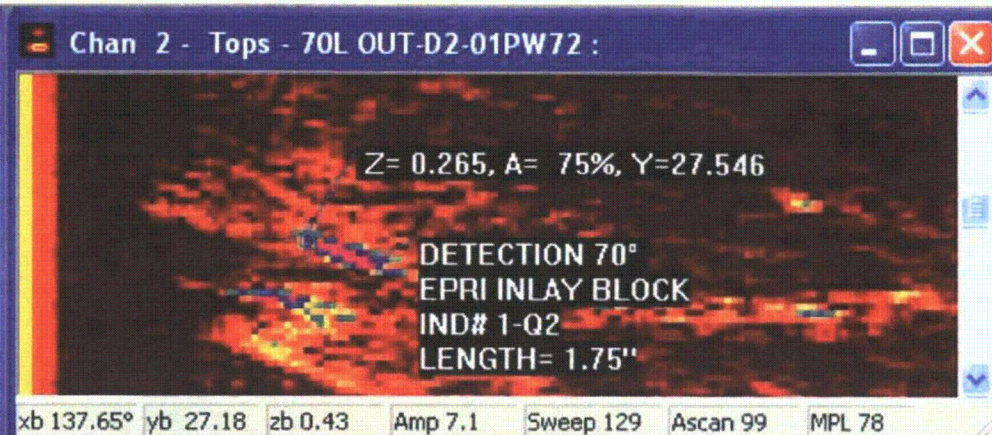 Chan 2 - Tops - 70L OUT-D2-01PW72 :
Z= 0.265, A= 75%, Y=27.546
DETECTION 70°
EPRI INLAY BLOCK
IND# 1-Q2
LENGTH= 1.75"
xb 137.65° yb 27.18 zb 0.43 Amp 7.1 Sweep 129 Ascan 99 MPL 78